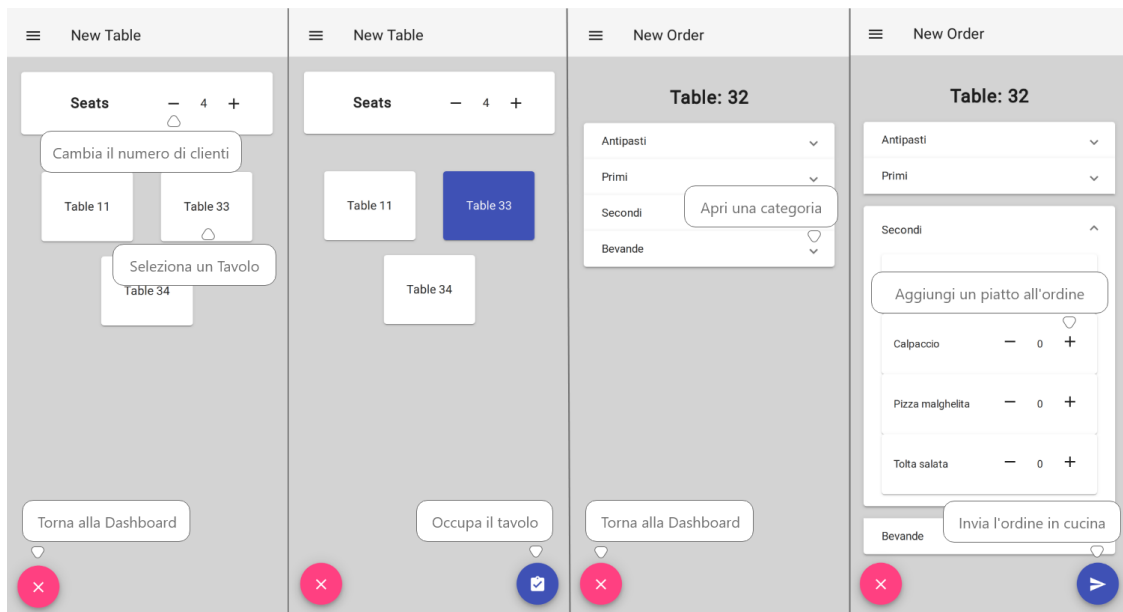 New Table
Seats
4
Cambia il numero di clienti
Table 11
Table 33
Seleziona un Tavolo
Table 34
Torna alla Dashboard
New Table
Seats
4
Table 11
Table 33
Table 34
Occupa il tavolo
New Order
Table: 32
Antipasti
Primi
Secondi
Apri una categoria
Bevande
Torna alla Dashboard
New Order
Table: 32
Antipasti
Primi
Secondi
Aggiungi un piatto all'ordine
Calpaccio
0
Pizza malghelita
0
Tolta salata
0
Bevande
Invia l'ordine in cucina